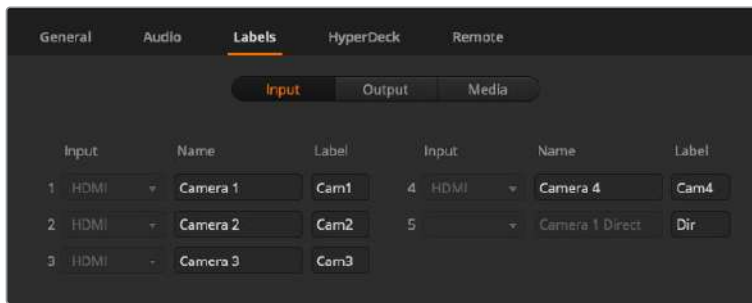 General Audio Labels HyperDeck Remote
Input Output Media
Input Name Label Input Name Label
1 HDMI Camera 1 Cam1 4 HDMI Camera 4 Cam4
2 HDMI Camera 2 Cam2 5 Camera 1 Direct Dir
3 HDMI Camera 3 Cam3